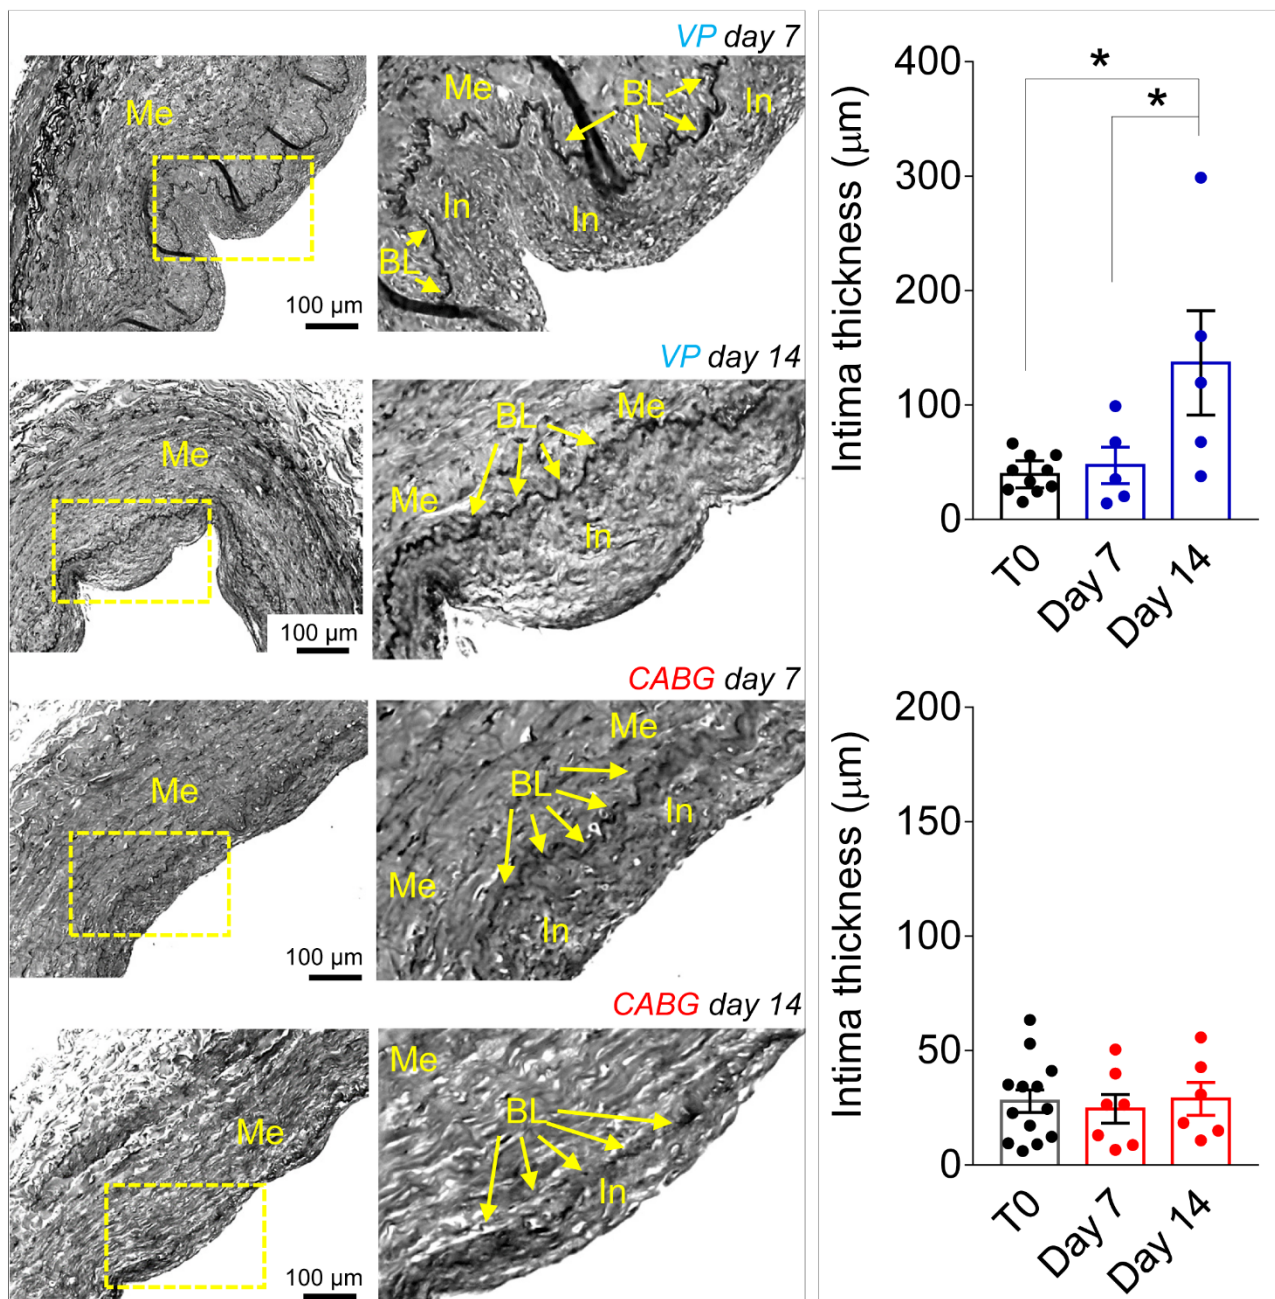 VP day 7
Me
100 µm
Me
BL
In
In
In
BL
VP day 14
Me
100 µm
BL
Me
Me
In
CABG day 7
Me
100 µm
Me
BL
In
Me
In
CABG day 14
Me
100 µm
Me
BL
In
Intima thickness (µm)
400
300
200
100
0
*
*
T0
Day 7
Day 14
Intima thickness (µm)
200
150
100
50
0
T0
Day 7
Day 14